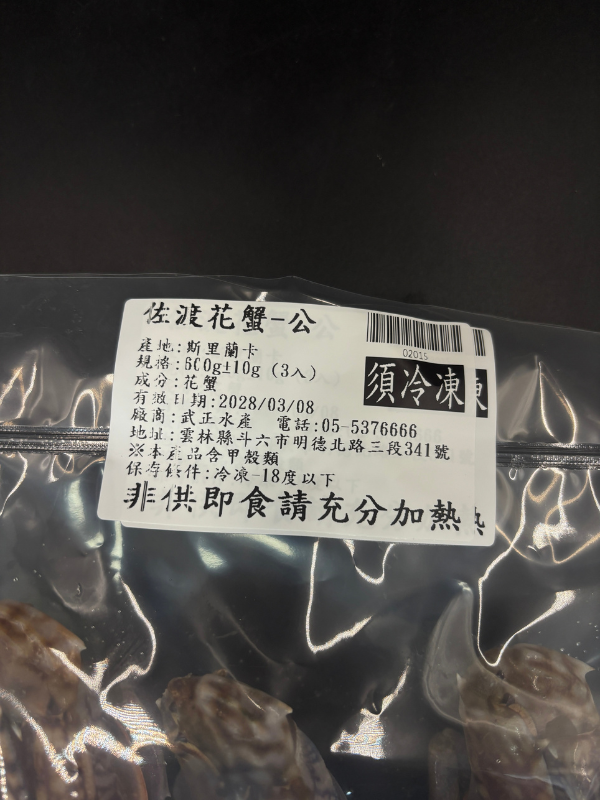 佐渡花蟹-公
02015
須冷凍
產地:斯里蘭卡
規格:600g±10g (3入)
成分:花蟹
有效日期:2028/03/08
廠商:武正水產 電話:05-5376666
地址:雲林縣斗六市明德北路三段341號
※本產品含甲殼類
保存條件:冷凍-18度以下
非供即食請充分加熱
凍
熱